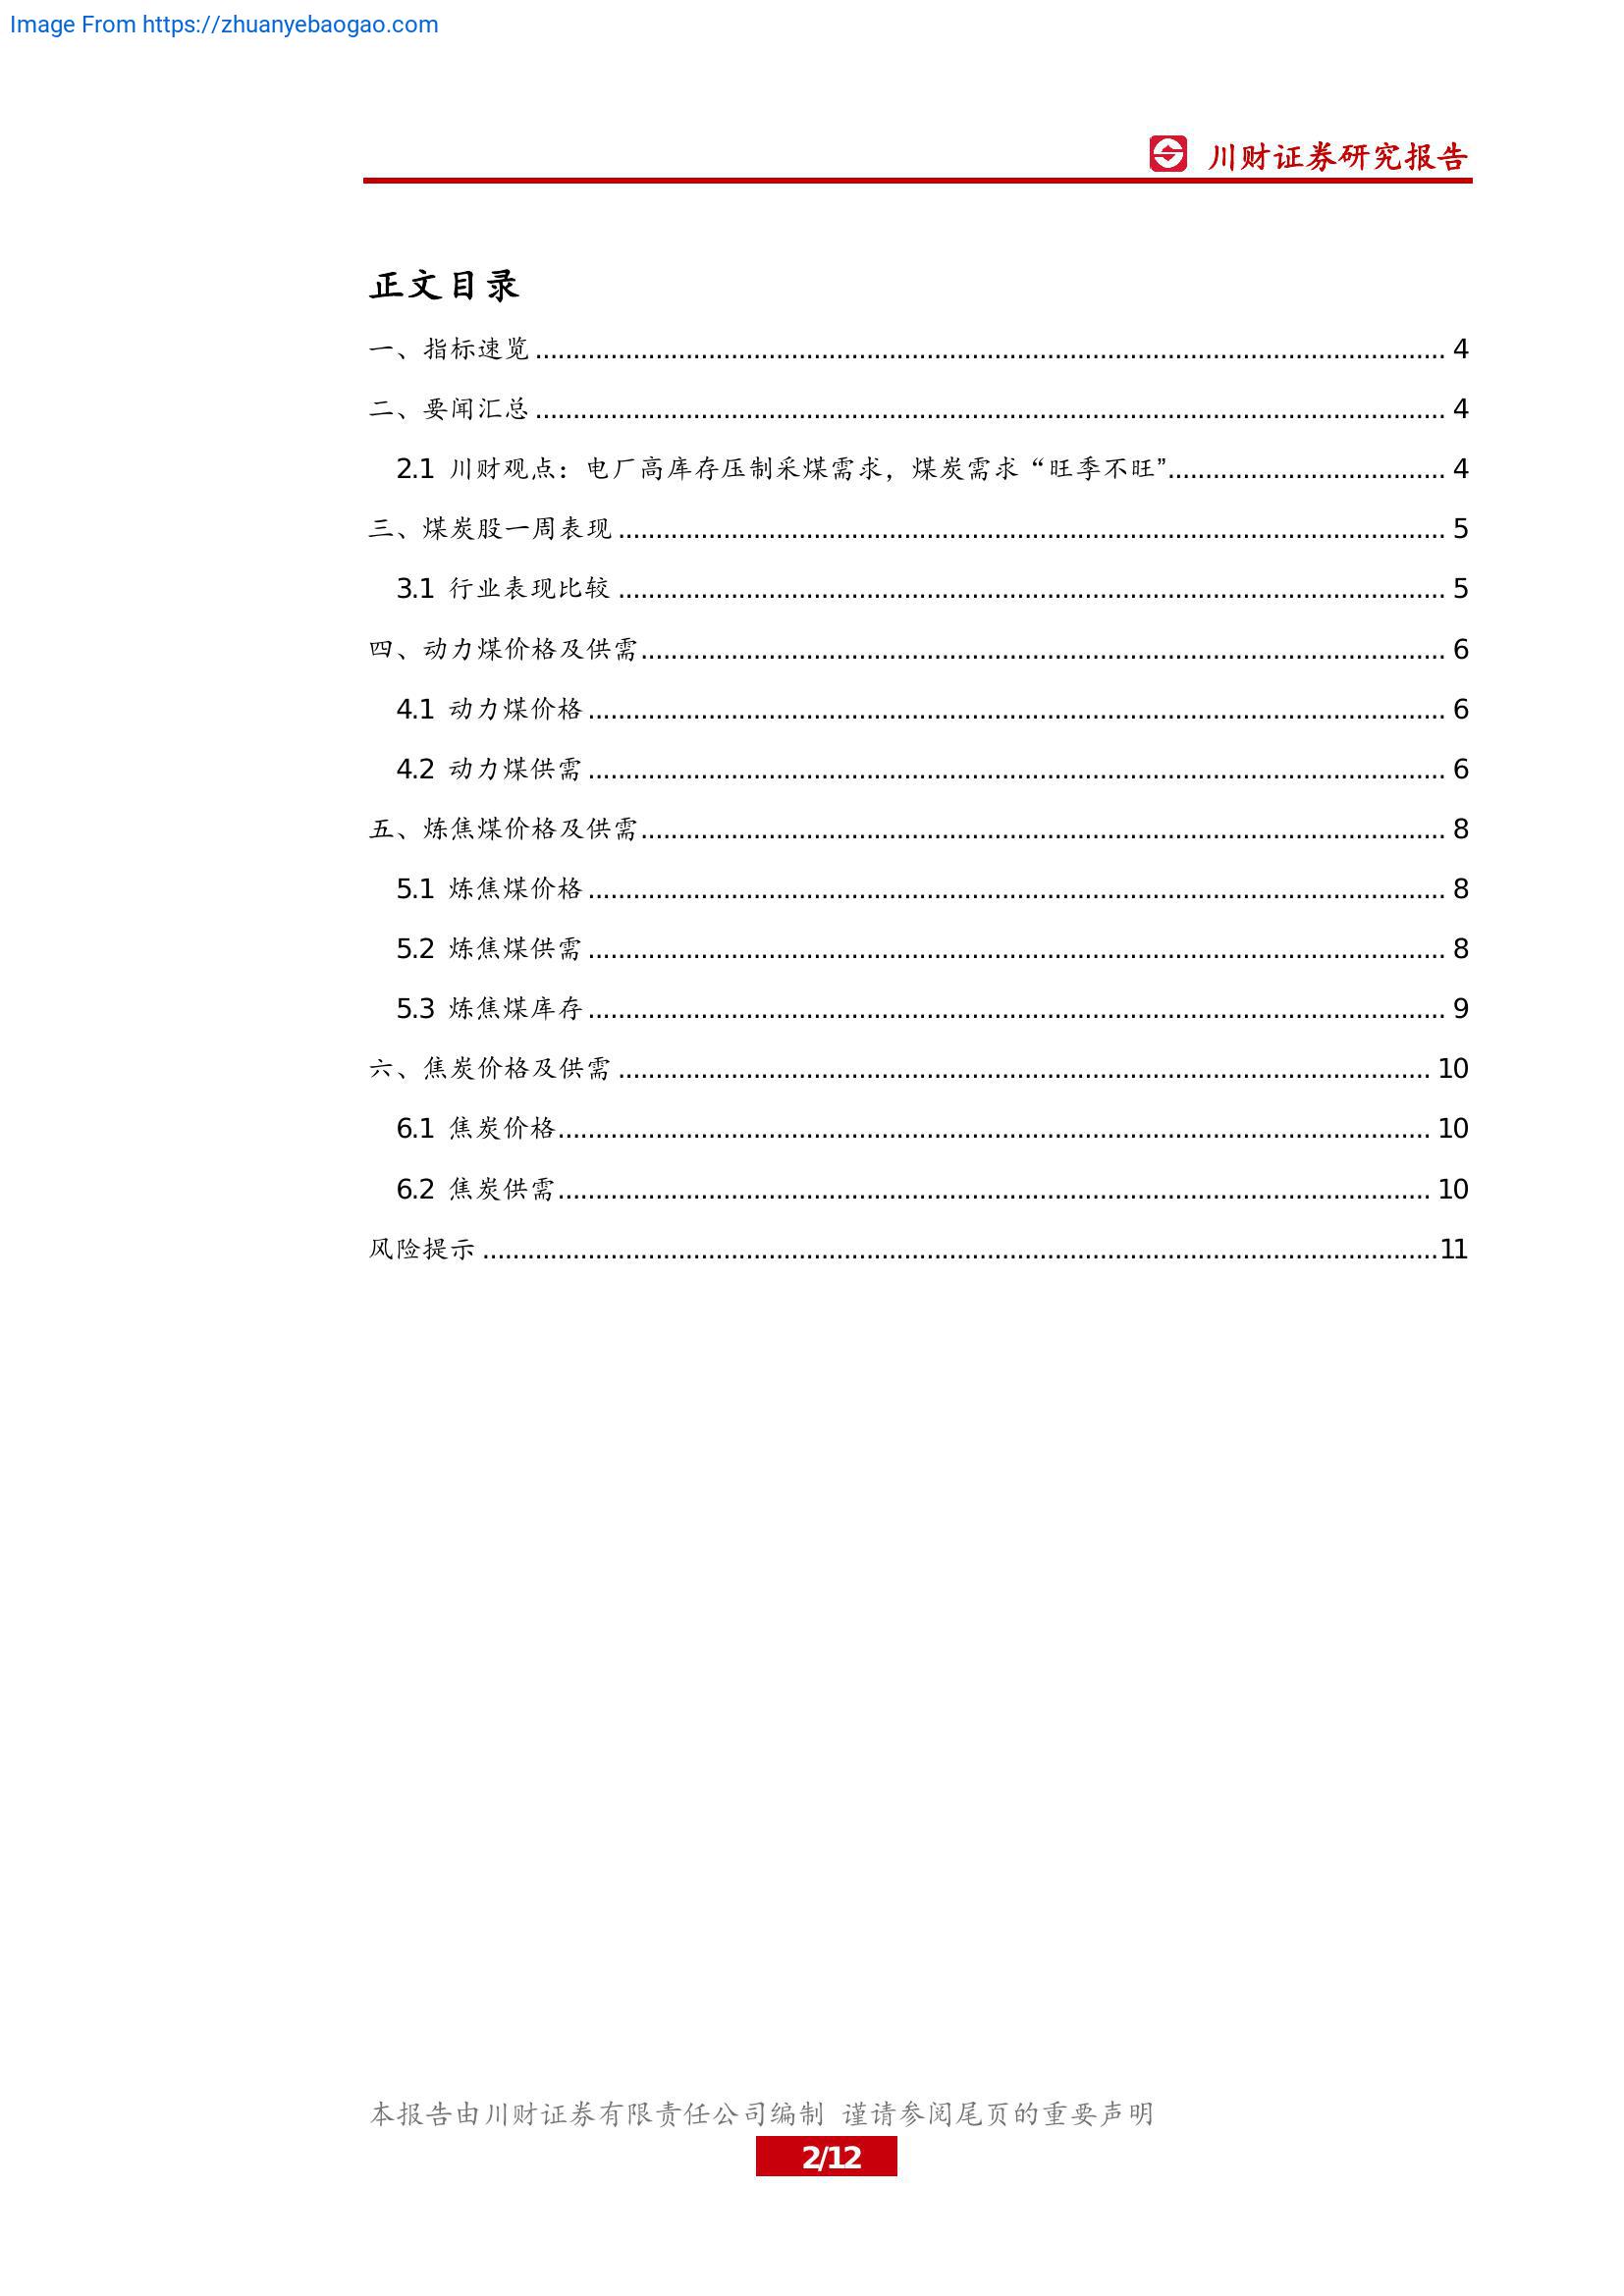 Image From https://zhuanyebaogao.com
川财证券研究报告
正文目录
一、指标速览 4
二、要闻汇总 4
2.1 川财观点：电厂高库存压制采煤需求，煤炭需求“旺季不旺” 4
三、煤炭股一周表现 5
3.1 行业表现比较 5
四、动力煤价格及供需 6
4.1 动力煤价格 6
4.2 动力煤供需 6
五、炼焦煤价格及供需 8
5.1 炼焦煤价格 8
5.2 炼焦煤供需 8
5.3 炼焦煤库存 9
六、焦炭价格及供需 10
6.1 焦炭价格 10
6.2 焦炭供需 10
风险提示 11
本报告由川财证券有限责任公司编制 谨请参阅尾页的重要声明
2/12